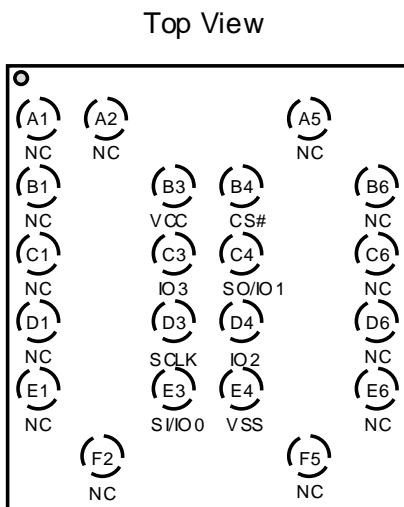 Top View
A1 A2 A5
NC NC NC
B1 B3 B4 B6
NC VCC CS# NC
C1 C3 C4 C6
NC IO3 SO/IO1 NC
D1 D3 D4 D6
NC SCLK IO2 NC
E1 E3 E4 E6
NC SI/IO0 VSS NC
F2 F5
NC NC